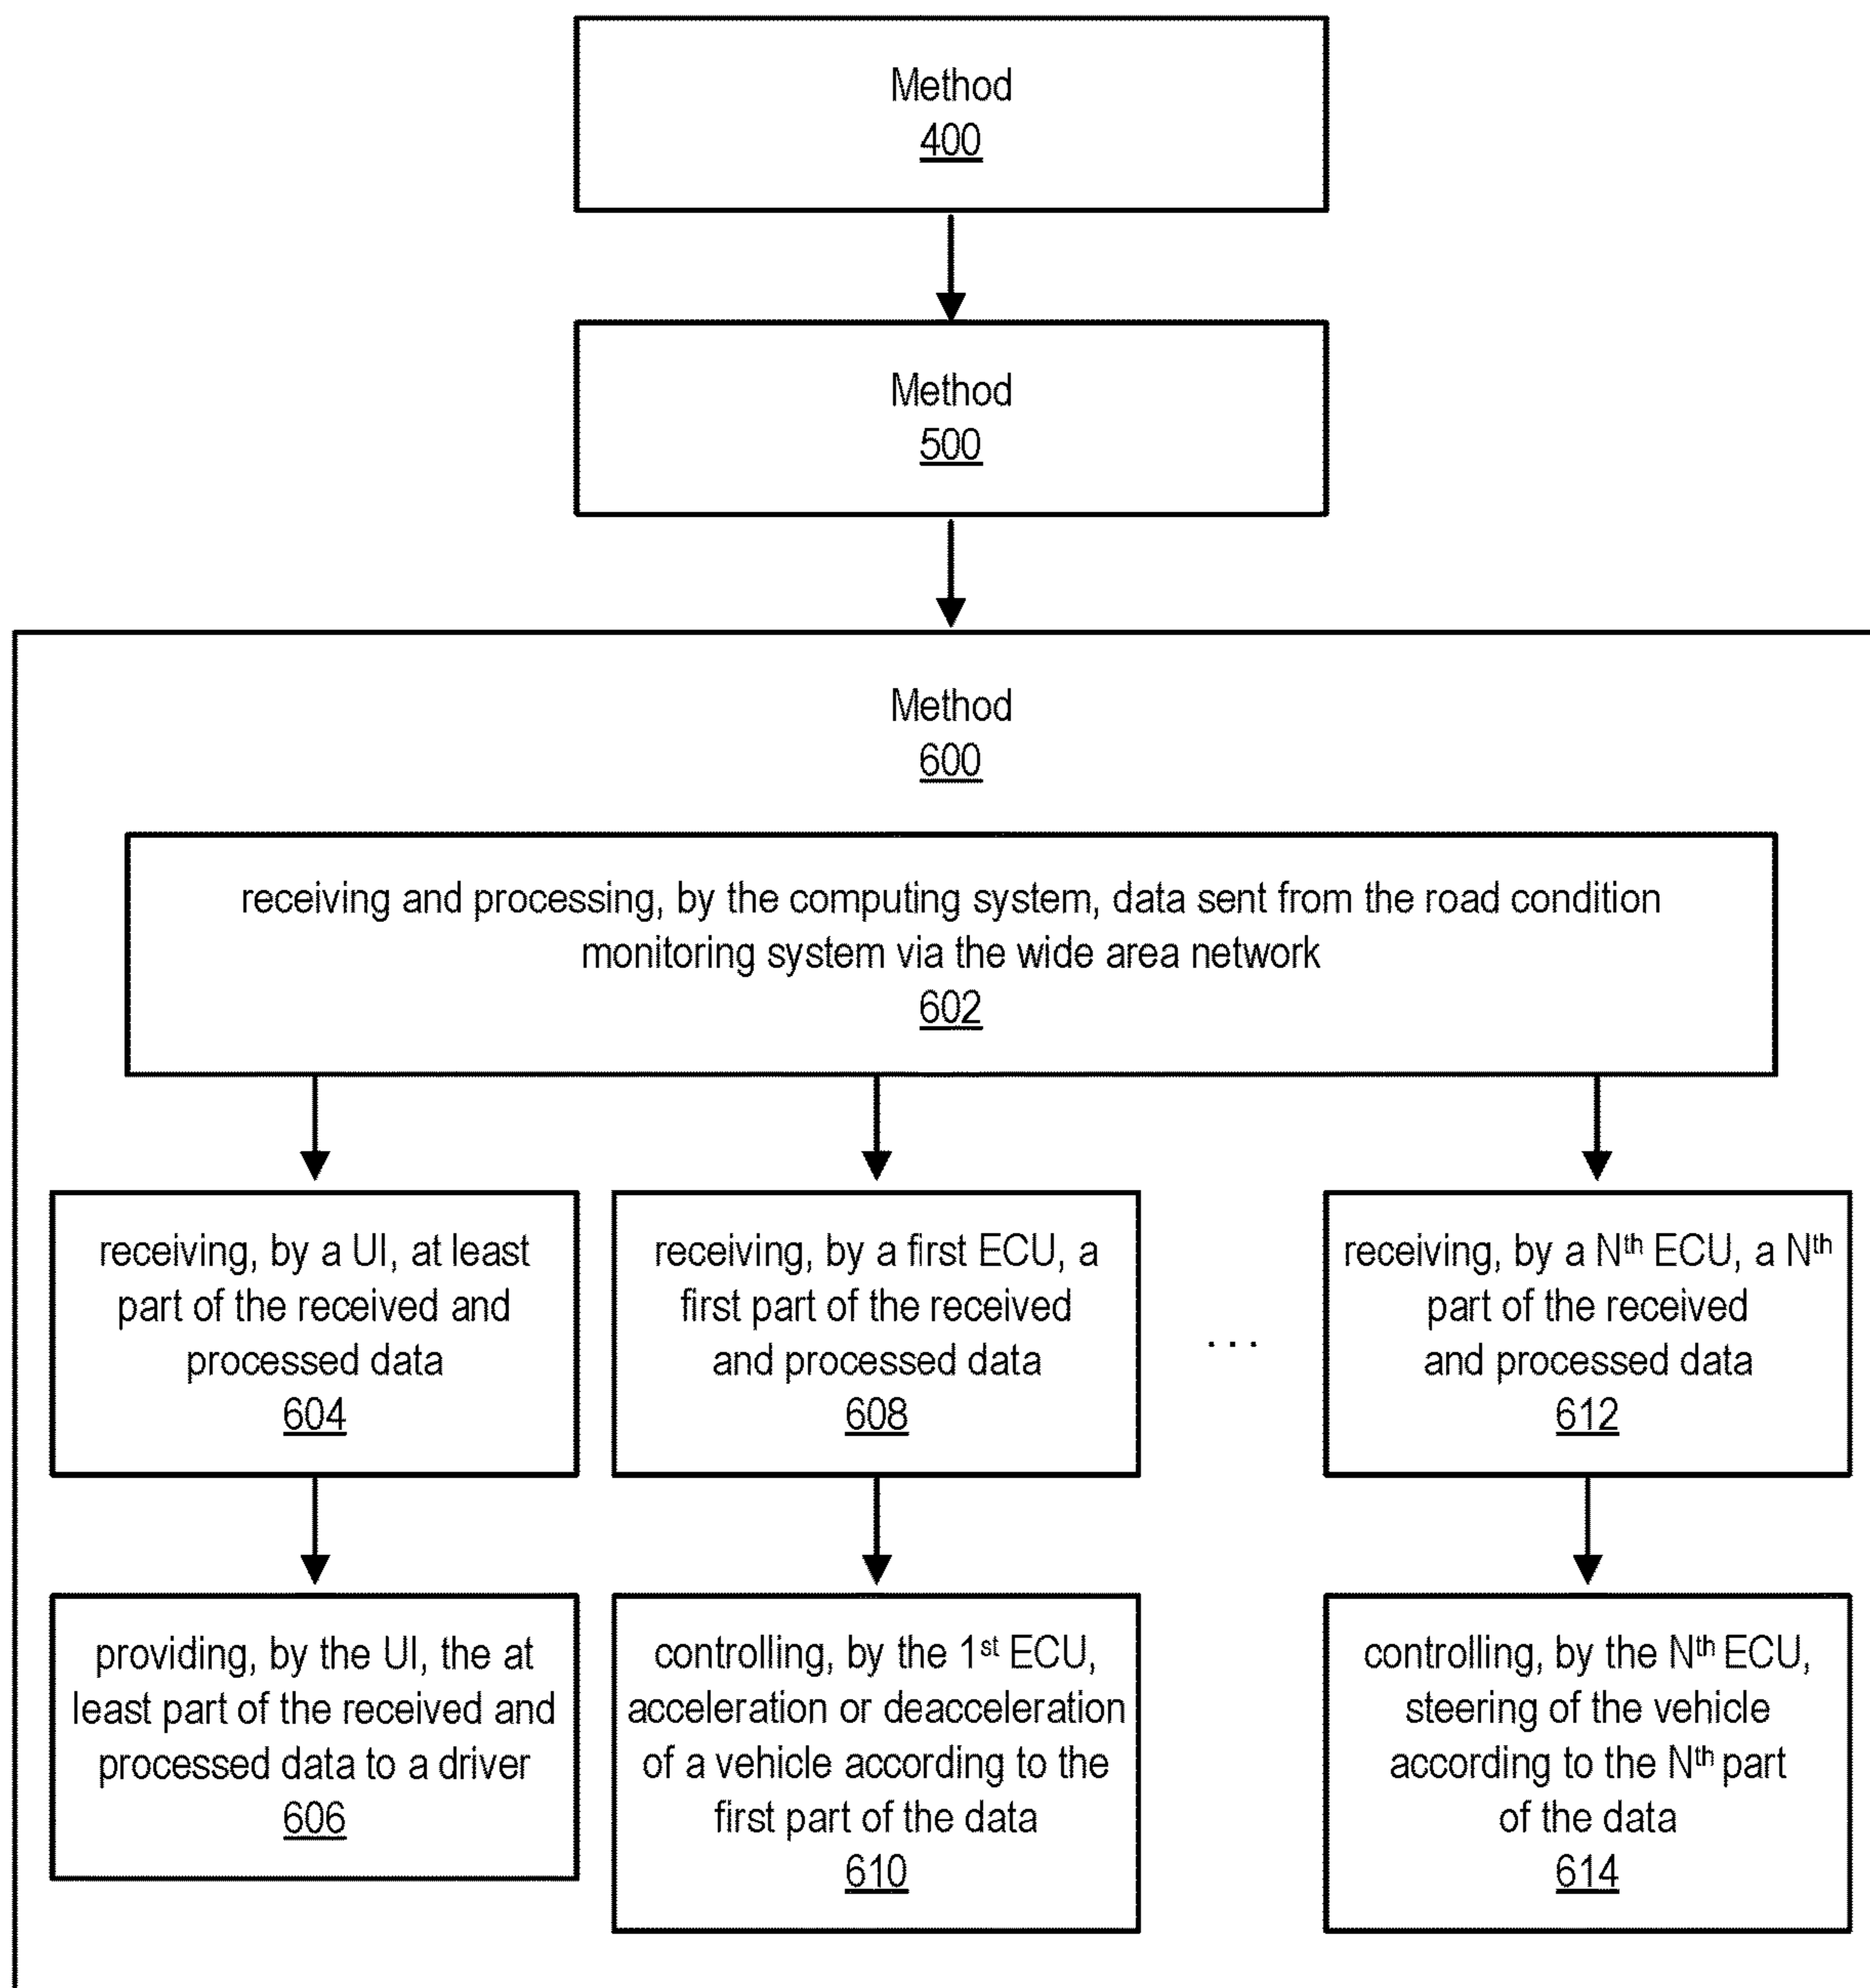 Method
400
Method
500
Method
600
receiving and processing, by the computing system, data sent from the road condition
monitoring system via the wide area network
602
receiving, by a UI, at least
part of the received and
processed data
604
receiving, by a first ECU, a
first part of the received
and processed data
608
. . .
receiving, by a Nth ECU, a Nth
part of the received
and processed data
612
providing, by the UI, the at
least part of the received and
processed data to a driver
606
controlling, by the 1st ECU,
acceleration or deacceleration
of a vehicle according to the
first part of the data
610
controlling, by the Nth ECU,
steering of the vehicle
according to the Nth part
of the data
614